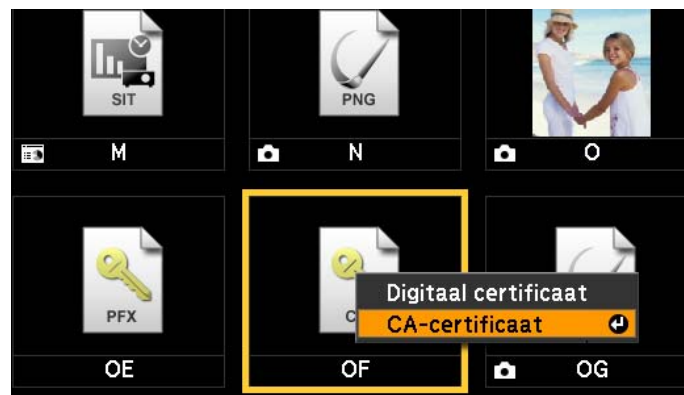 SIT
PNG
M
N
O
Digitaal certificaat
PFX
C
CA-certificaat
OE
OF
OG